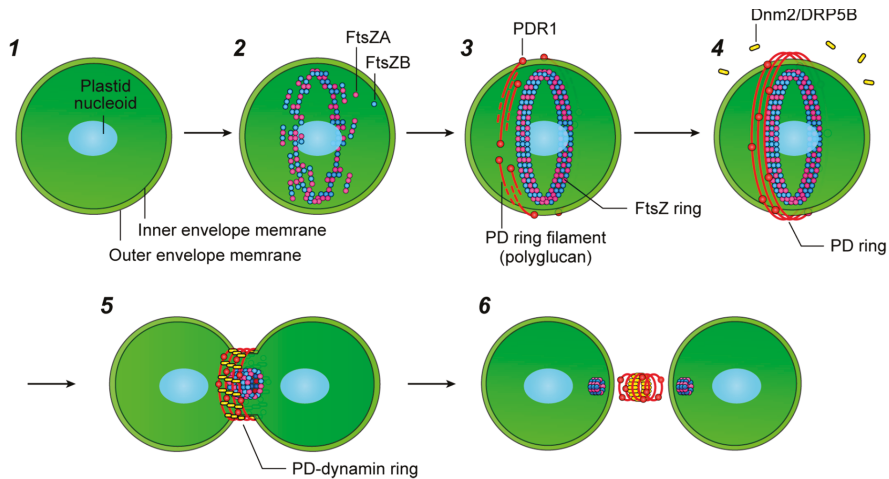 1
Plastid
nucleoid
Inner envelope memrane
Outer envelope memrane
2
FtsZA
FtsZB
3
PDR1
FtsZ ring
PD ring filament
(polyglucan)
4
Dnm2/DRP5B
PD ring
5
PD-dynamin ring
6